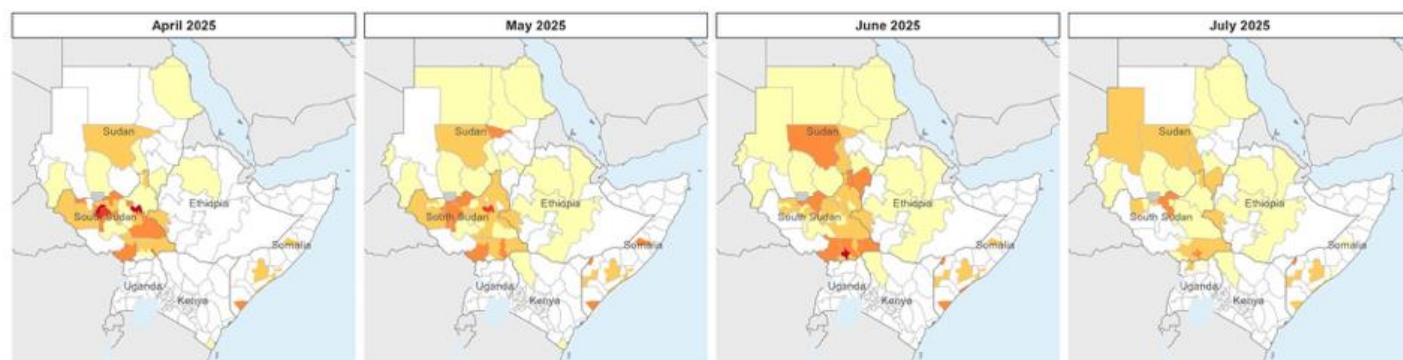 April 2025
Sudan
South Sudan
Ethiopia
Somalia
Uganda
Kenya
May 2025
Sudan
South Sudan
Ethiopia
Somalia
Uganda
Kenya
June 2025
Sudan
South Sudan
Ethiopia
Somalia
Uganda
Kenya
July 2025
Sudan
South Sudan
Ethiopia
Somalia
Uganda
Kenya